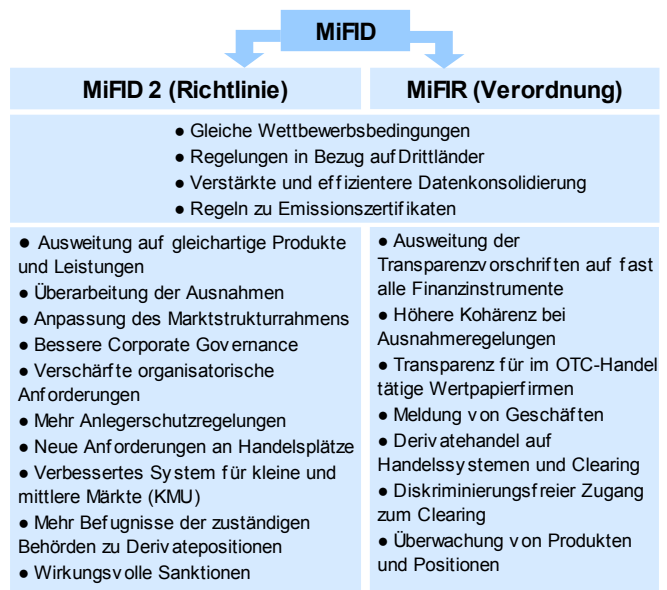 MiFID
MiFID 2 (Richtlinie)
MiFIR (Verordnung)
● Gleiche Wettbewerbsbedingungen
● Regelungen in Bezug auf Drittländer
● Verstärkte und effizientere Datenkonsolidierung
● Regeln zu Emissionszertifikaten
● Ausweitung auf gleichartige Produkte
und Leistungen
● Überarbeitung der Ausnahmen
● Anpassung des Marktstrukturrahmens
● Bessere Corporate Governance
● Verschärfte organisatorische
Anforderungen
● Mehr Anlegerschutzregelungen
● Neue Anforderungen an Handelsplätze
● Verbessertes System für kleine und
mittlere Märkte (KMU)
● Mehr Befugnisse der zuständigen
Behörden zu Derivatepositionen
● Wirkungsvolle Sanktionen
● Ausweitung der
Transparenzvorschriften auf fast
alle Finanzinstrumente
● Höhere Kohärenz bei
Ausnahmeregelungen
● Transparenz für im OTC-Handel
tätige Wertpapierfirmen
● Meldung von Geschäften
● Derivatehandel auf
Handelssystemen und Clearing
● Diskriminierungsfreier Zugang
zum Clearing
● Überwachung von Produkten
und Positionen